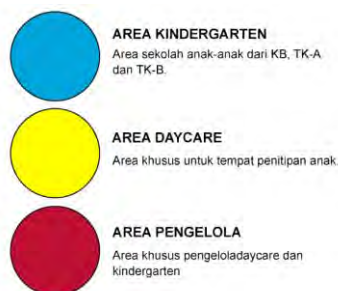 AREA KINDERGARTEN
Area sekolah anak-anak dari KB, TK-A
dan TK-B.
AREA DAYCARE
Area khusus untuk tempat penitipan anak.
AREA PENGELOLA
Area khusus pengeloladaycare dan
kindergarten